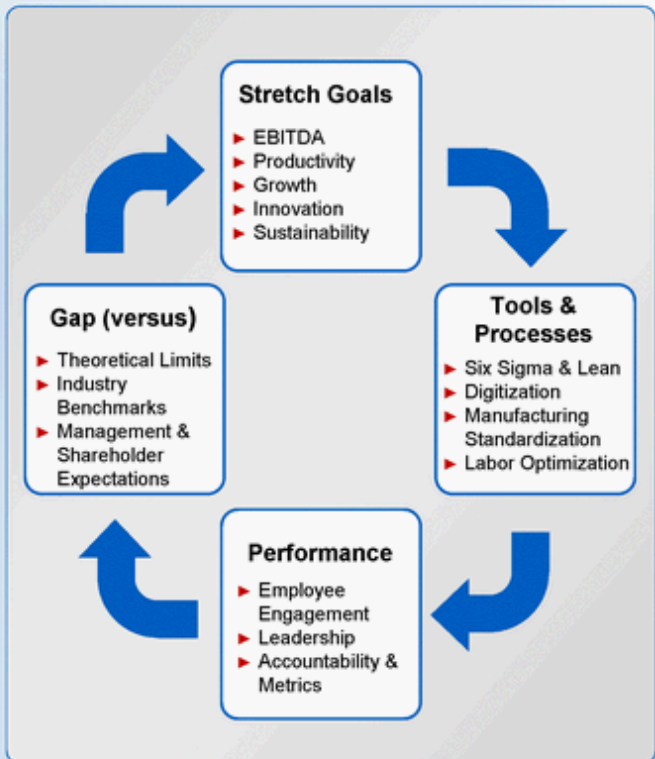 Stretch Goals
► EBITDA
► Productivity
► Growth
► Innovation
► Sustainability
Tools &
Processes
► Six Sigma & Lean
► Digitization
► Manufacturing
Standardization
► Labor Optimization
Performance
► Employee
Engagement
► Leadership
► Accountability &
Metrics
Gap (versus)
► Theoretical Limits
► Industry
Benchmarks
► Management &
Shareholder
Expectations